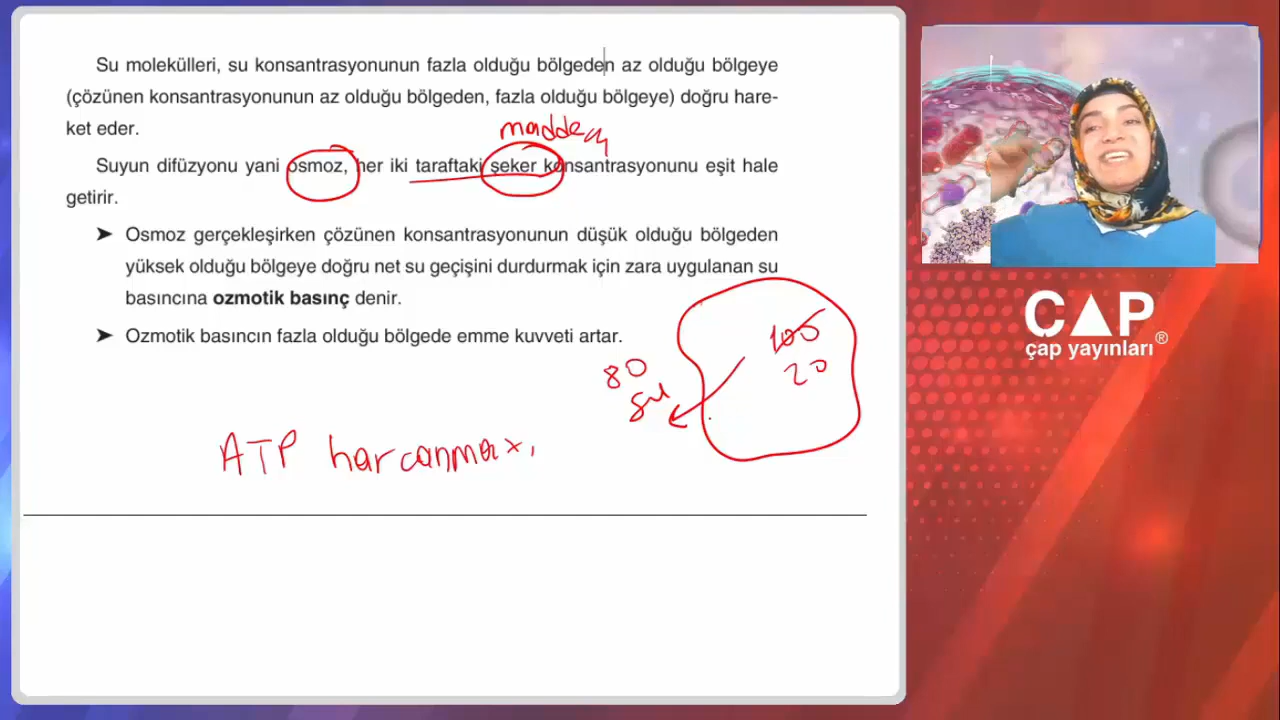 Su molekülleri, su konsantrasyonunun fazla olduğu bölgeden az olduğu bölgeye
(çözünen konsantrasyonunun az olduğu bölgeden, fazla olduğu bölgeye) doğru hare-
ket eder.
madde
Suyun difüzyonu yani osmoz, her iki taraftaki şeker konsantrasyonunu eşit hale
getirir.
➤ Osmoz gerçekleşirken çözünen konsantrasyonunun düşük olduğu bölgeden
yüksek olduğu bölgeye doğru net su geçişini durdurmak için zara uygulanan su
basıncına ozmotik basınç denir.
➤ Ozmotik basıncın fazla olduğu bölgede emme kuvveti artar.
100
20
80
su
ATP harcanmaz,
ÇAP
çap yayınları®